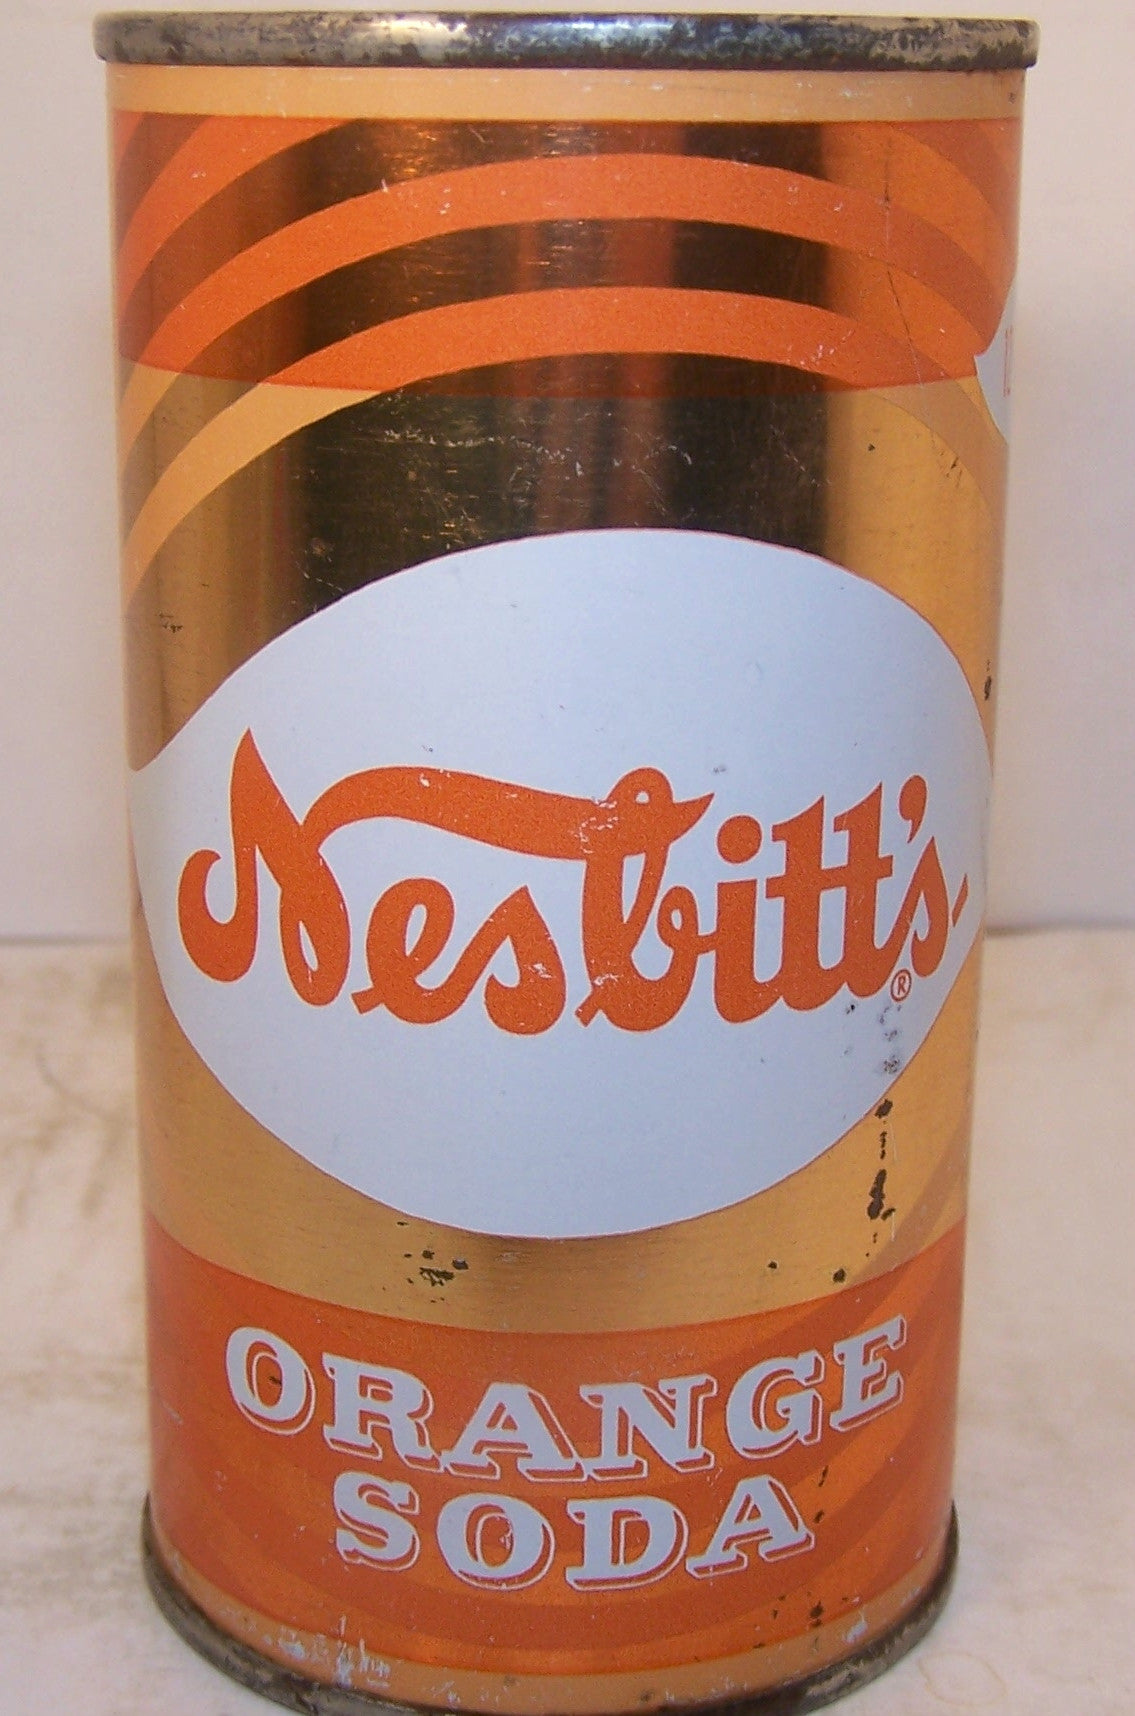 Nesbitt's
®
ORANGE
SODA